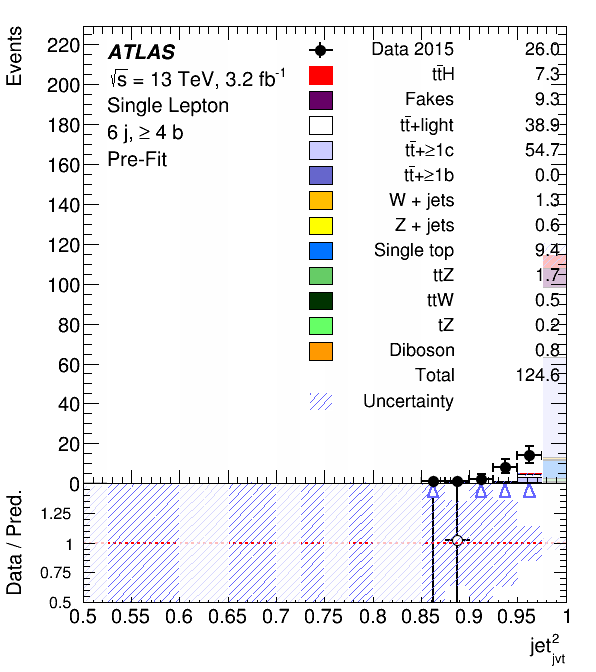 Events
220
200
180
160
140
120
100
80
60
40
20
0
ATLAS
√s = 13 TeV, 3.2 fb⁻¹
Single Lepton
6 j, ≥ 4 b
Pre-Fit
Data 2015 26.0
tt̄H 7.3
Fakes 9.3
tt̄+light 38.9
tt̄+≥1c 54.7
tt̄+≥1b 0.0
W + jets 1.3
Z + jets 0.6
Single top 9.4
ttZ 1.7
ttW 0.5
tZ 0.2
Diboson 0.8
Total 124.6
Uncertainty
Data / Pred.
1.25
1
0.75
0.5
0.5 0.55 0.6 0.65 0.7 0.75 0.8 0.85 0.9 0.95 1
jet²_jvt